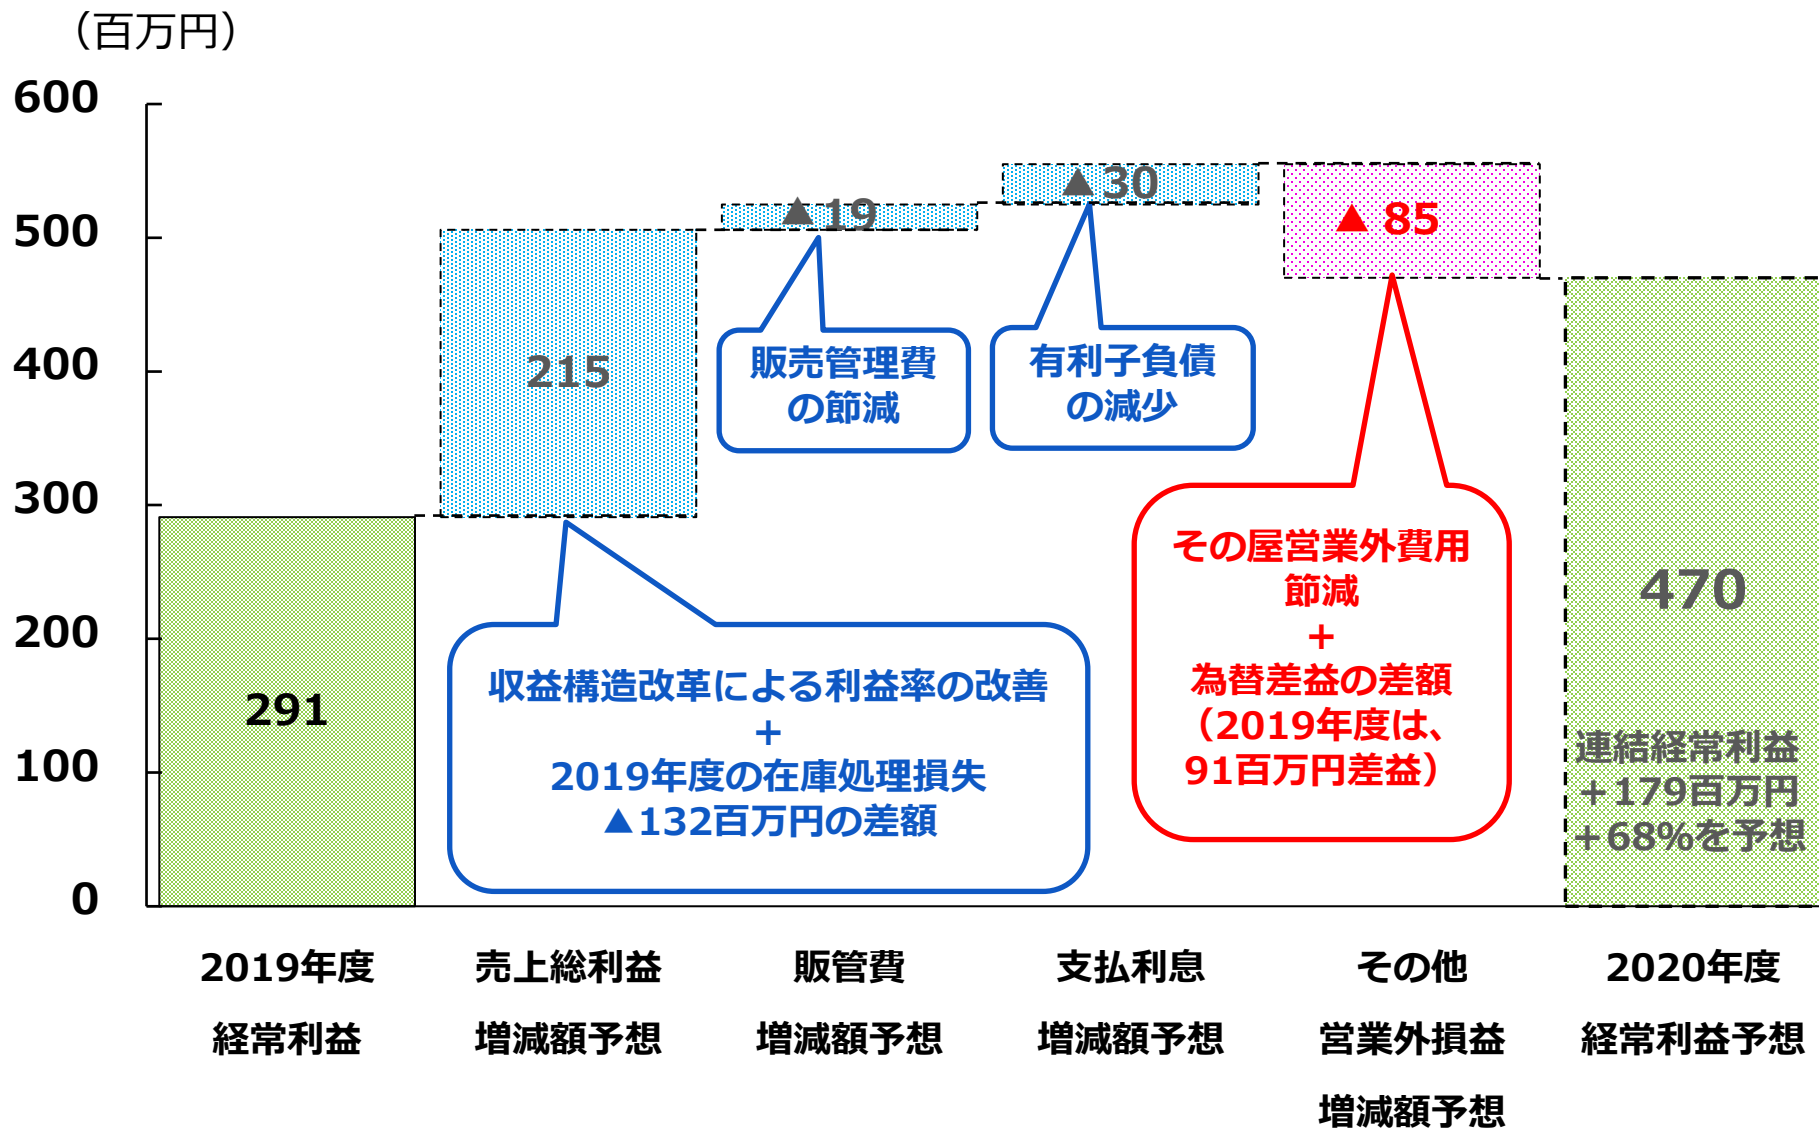 （百万円）
600
500
400
300
200
100
0
291
215
▲ 19
▲ 30
▲ 85
470
連結経常利益
＋179百万円
＋68%を予想
販売管理費
の節減
有利子負債
の減少
収益構造改革による利益率の改善
+
2019年度の在庫処理損失
▲132百万円の差額
その屋営業外費用
節減
+
為替差益の差額
（2019年度は、
91百万円差益）
2019年度
経常利益
売上総利益
増減額予想
販管費
増減額予想
支払利息
増減額予想
その他
営業外損益
増減額予想
2020年度
経常利益予想